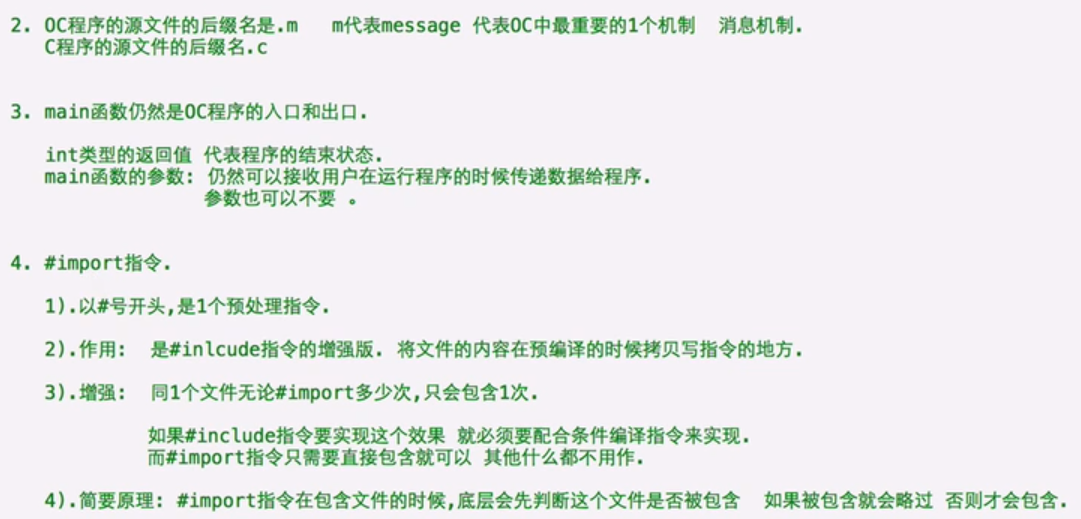 2. OC程序的源文件的后缀名是.m   m代表message 代表OC中最重要的1个机制  消息机制.
C程序的源文件的后缀名.c
3. main函数仍然是OC程序的入口和出口.
int类型的返回值 代表程序的结束状态.
main函数的参数: 仍然可以接收用户在运行程序的时候传递数据给程序.
参数也可以不要 。
4. #import指令.
1).以#号开头,是1个预处理指令.
2).作用:  是#inlcude指令的增强版. 将文件的内容在预编译的时候拷贝写指令的地方.
3).增强:  同1个文件无论#import多少次,只会包含1次.
如果#include指令要实现这个效果 就必须要配合条件编译指令来实现.
而#import指令只需要直接包含就可以 其他什么都不用作.
4).简要原理: #import指令在包含文件的时候,底层会先判断这个文件是否被包含  如果被包含就会略过 否则才会包含.